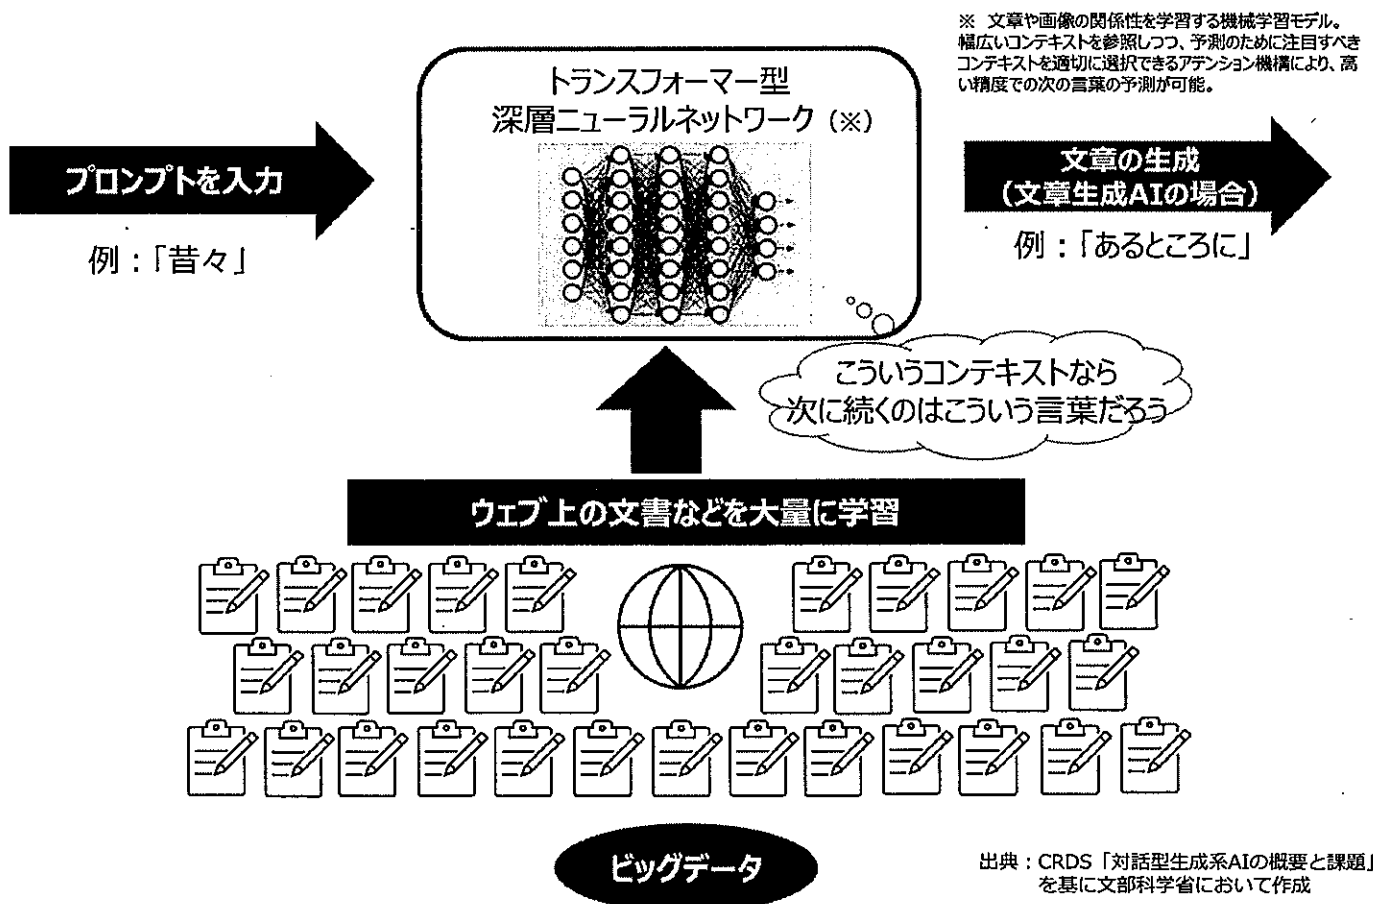 ※ 文章や画像の関係性を学習する機械学習モデル。
幅広いコンテキストを参照しつつ、予測のために注目すべき
コンテキストを適切に選択できるアテンション機構により、高
い精度での次の言葉の予測が可能。
トランスフォーマー型
深層ニューラルネットワーク（※）
プロンプトを入力
例：「昔々」
文章の生成
（文章生成AIの場合）
例：「あるところに」
こういうコンテキストなら
次に続くのはこういう言葉だろう
ウェブ上の文書などを大量に学習
ビッグデータ
出典：CRDS「対話型生成系AIの概要と課題」
を基に文部科学省において作成